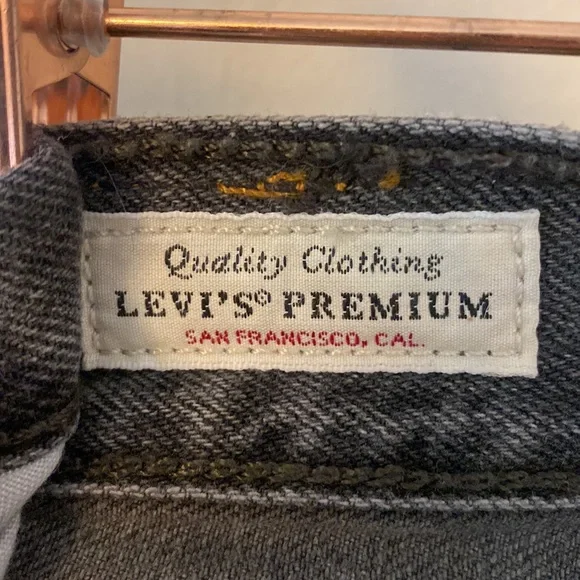 Quality Clothing
LEVI'S® PREMIUM
SAN FRANCISCO, CAL.